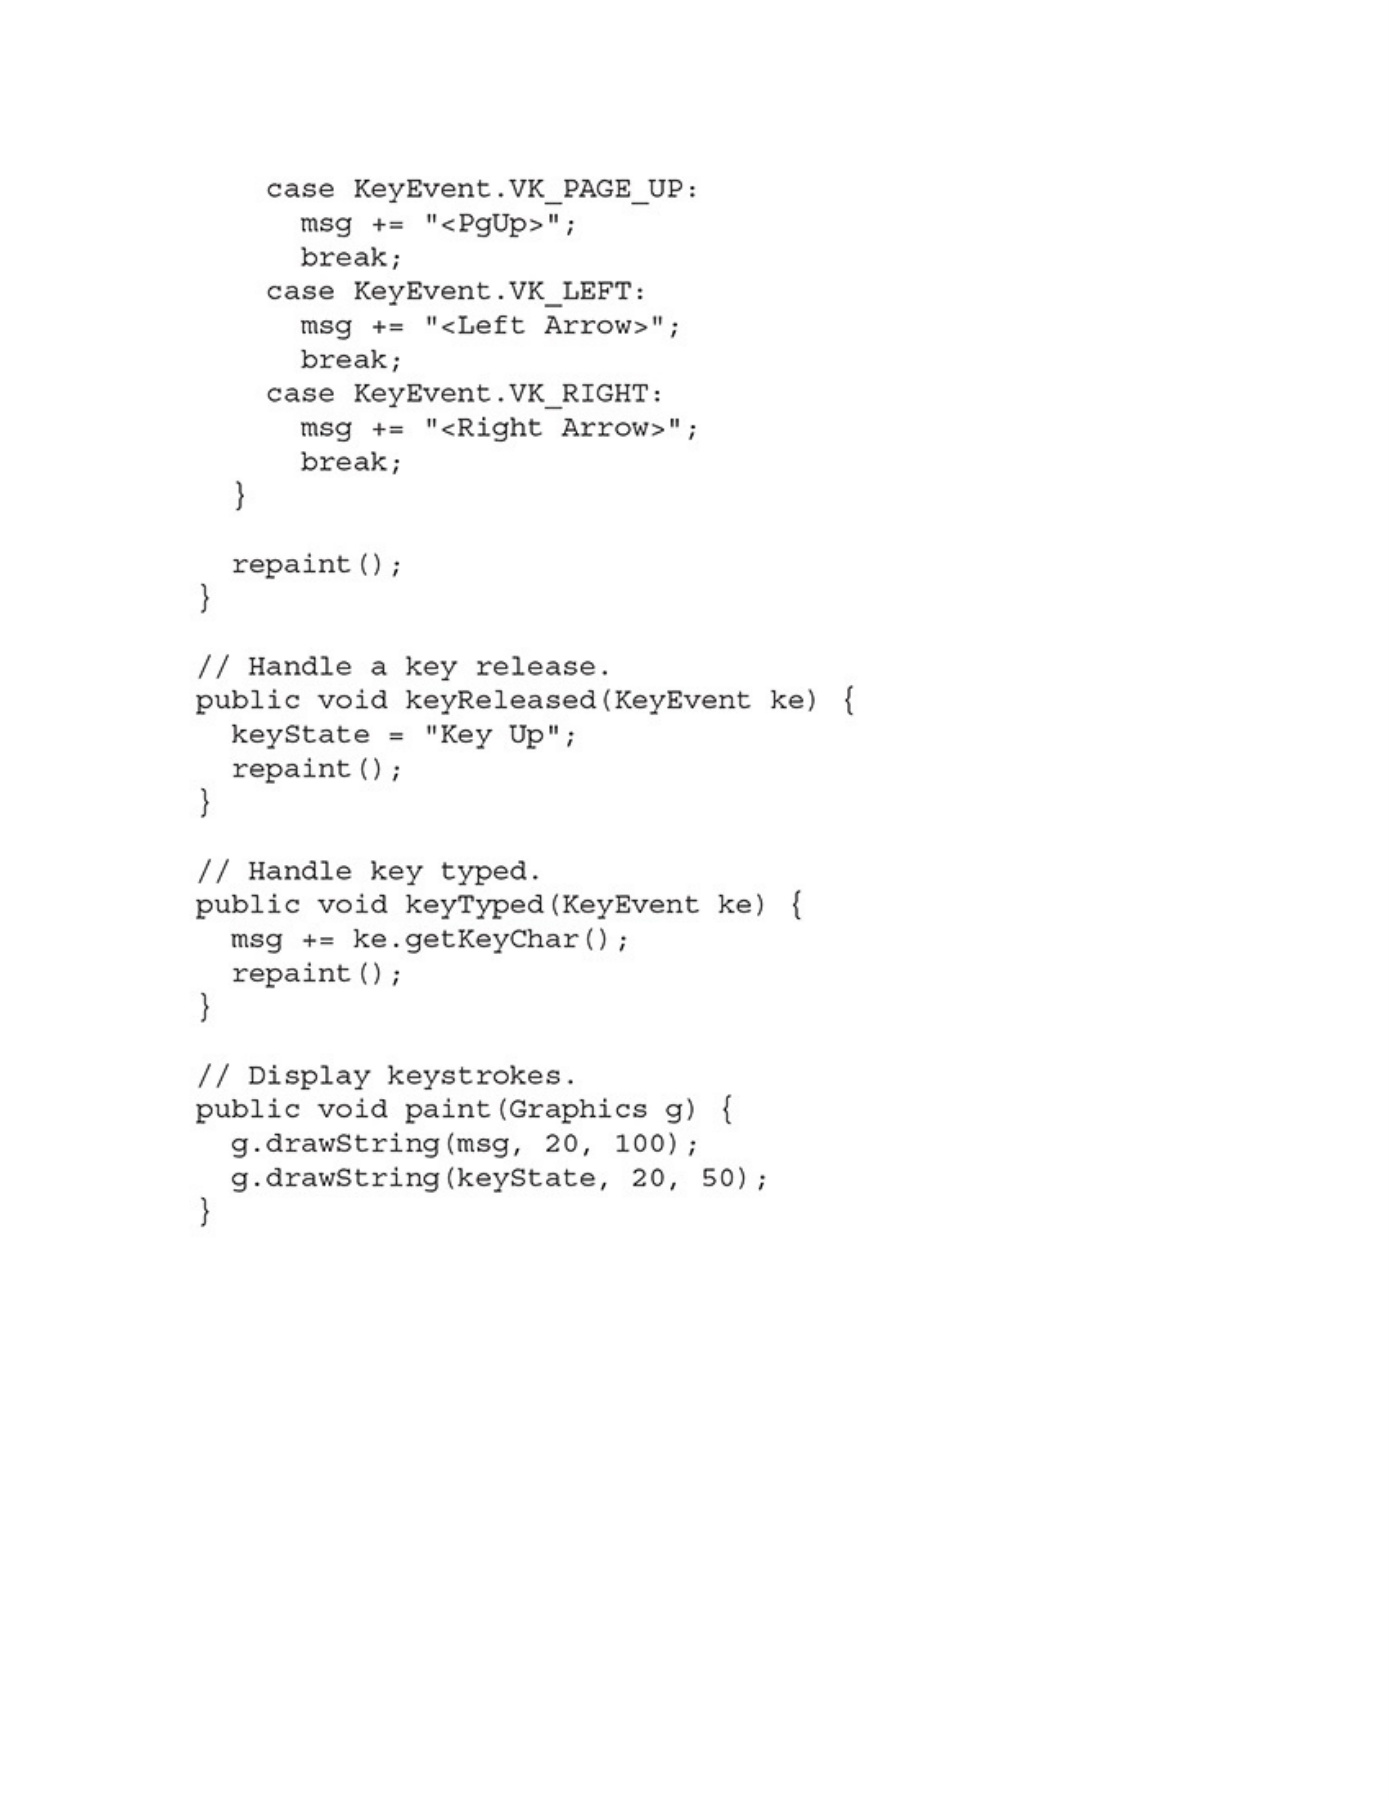 case KeyEvent.VK_PAGE_UP:
      msg += "<PgUp>";
      break;
    case KeyEvent.VK_LEFT:
      msg += "<Left Arrow>";
      break;
    case KeyEvent.VK_RIGHT:
      msg += "<Right Arrow>";
      break;
  }

  repaint();
}

// Handle a key release.
public void keyReleased(KeyEvent ke) {
  keyState = "Key Up";
  repaint();
}

// Handle key typed.
public void keyTyped(KeyEvent ke) {
  msg += ke.getKeyChar();
  repaint();
}

// Display keystrokes.
public void paint(Graphics g) {
  g.drawString(msg, 20, 100);
  g.drawString(keyState, 20, 50);
}